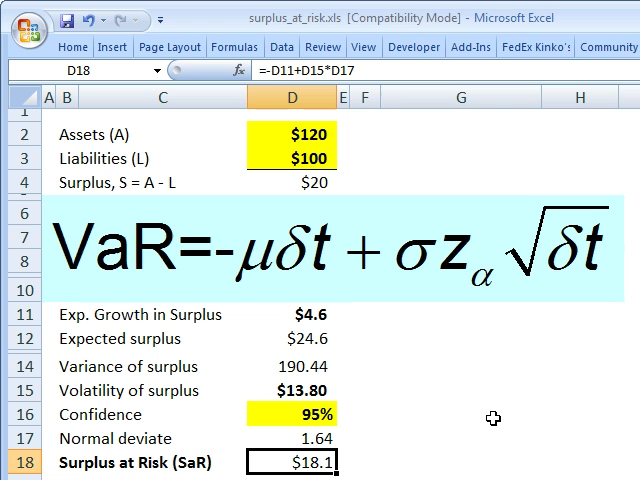 surplus_at_risk.xls [Compatibility Mode] - Microsoft Excel
Home Insert Page Layout Formulas Data Review View Developer Add-Ins FedEx Kinko's Community
D18 fx =-D11+D15*D17
A B C D E F G H
1
2 Assets (A) $120
3 Liabilities (L) $100
4 Surplus, S = A - L $20
6
7 VaR=-μδt + σz_α√δt
8
10
11 Exp. Growth in Surplus $4.6
12 Expected surplus $24.6
14 Variance of surplus 190.44
15 Volatility of surplus $13.80
16 Confidence 95%
17 Normal deviate 1.64
18 Surplus at Risk (SaR) $18.1